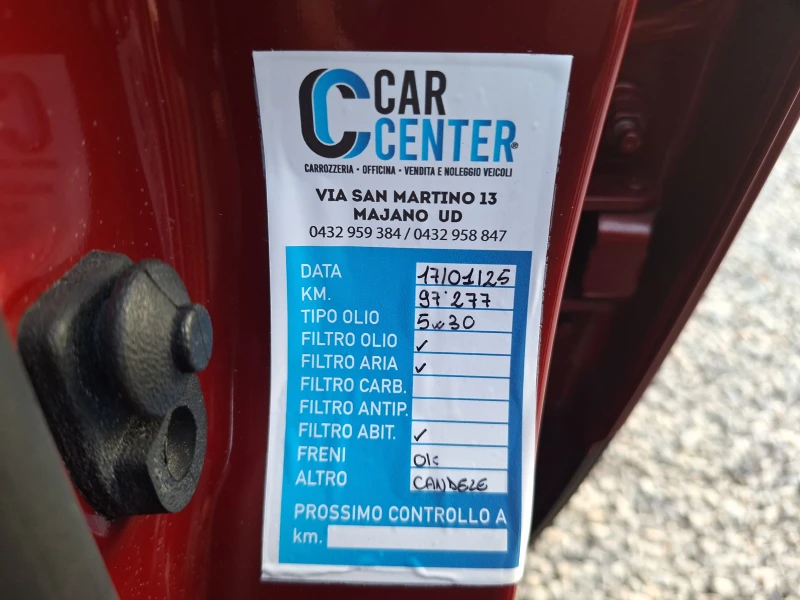 CAR
CENTER®
CARROZZERIA • OFFICINA • VENDITA E NOLEGGIO VEICOLI
VIA SAN MARTINO 13
MAJANO UD
0432 959 384 / 0432 958 847
DATA 17/01/25
KM. 97'277
TIPO OLIO 5w30
FILTRO OLIO ✓
FILTRO ARIA ✓
FILTRO CARB.
FILTRO ANTIP.
FILTRO ABIT. ✓
FRENI OK
ALTRO CANDELE
PROSSIMO CONTROLLO A
km.